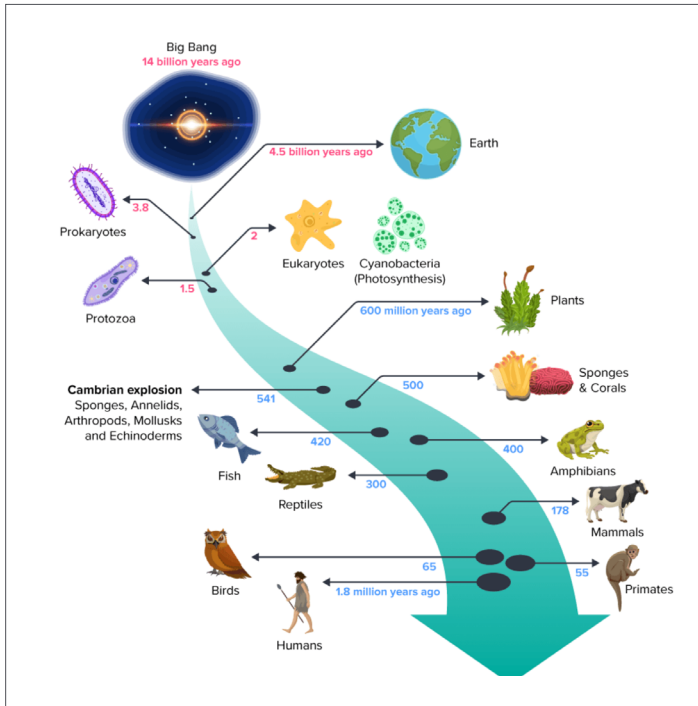 Big Bang
14 billion years ago
4.5 billion years ago
Earth
3.8
Prokaryotes
2
Eukaryotes
Cyanobacteria
(Photosynthesis)
1.5
Protozoa
600 million years ago
Plants
Cambrian explosion
Sponges, Annelids,
Arthropods, Mollusks
and Echinoderms
541
500
Sponges
& Corals
420
Fish
400
Amphibians
300
Reptiles
178
Mammals
65
Birds
55
Primates
1.8 million years ago
Humans